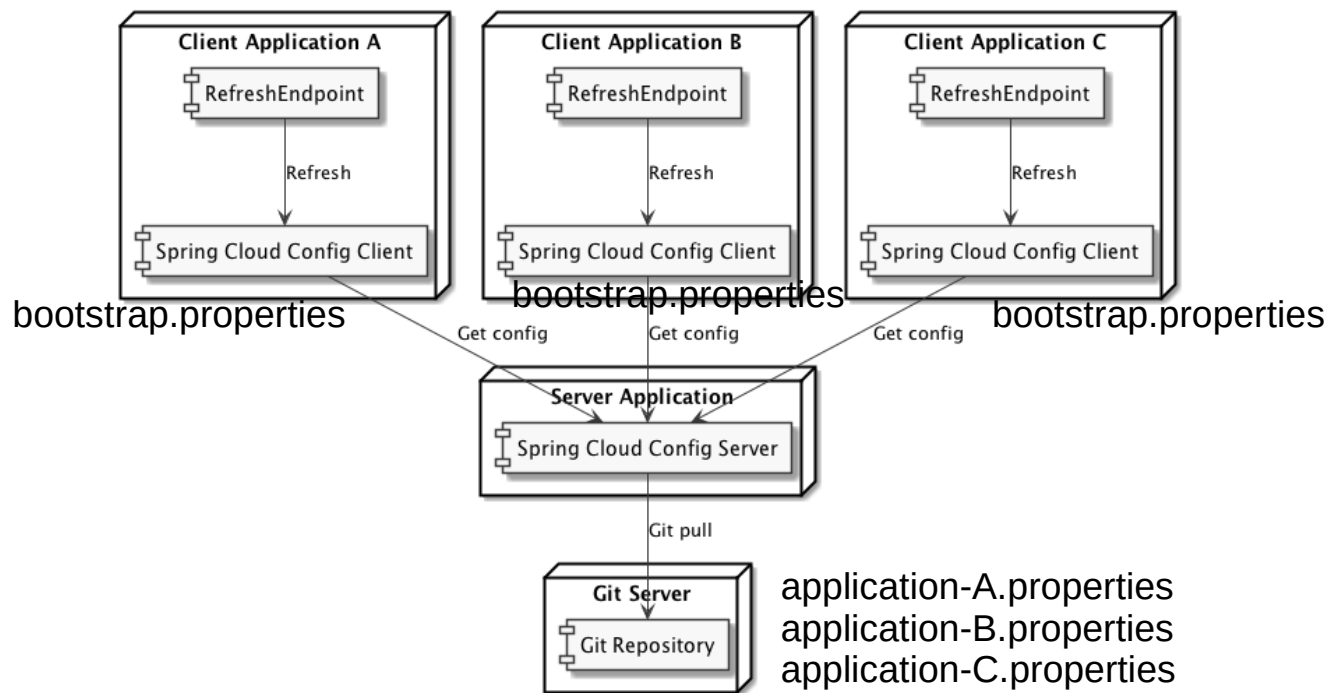 Client Application A
Client Application B
Client Application C
RefreshEndpoint
RefreshEndpoint
RefreshEndpoint
Refresh
Refresh
Refresh
Spring Cloud Config Client
Spring Cloud Config Client
Spring Cloud Config Client
bootstrap.properties
bootstrap.properties
bootstrap.properties
Get config
Get config
Get config
Server Application
Spring Cloud Config Server
Git pull
Git Server
Git Repository
application-A.properties
application-B.properties
application-C.properties